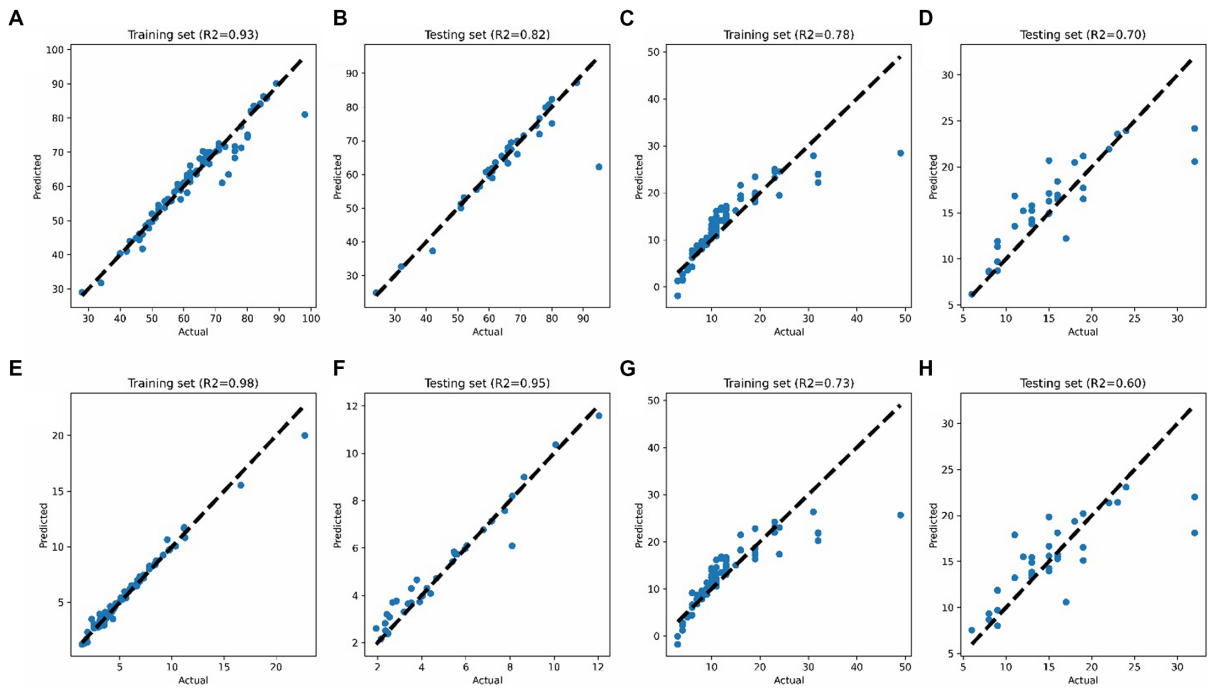 A
Training set (R2=0.93)
100
90
80
70
60
50
40
30
Predicted
30 40 50 60 70 80 90 100
Actual
B
Testing set (R2=0.82)
90
80
70
60
50
40
30
Predicted
30 40 50 60 70 80 90
Actual
C
Training set (R2=0.78)
50
40
30
20
10
0
Predicted
10 20 30 40 50
Actual
D
Testing set (R2=0.70)
30
25
20
15
10
5
Predicted
5 10 15 20 25 30
Actual
E
Training set (R2=0.98)
20
15
10
5
Predicted
5 10 15 20
Actual
F
Testing set (R2=0.95)
12
10
8
6
4
2
Predicted
2 4 6 8 10 12
Actual
G
Training set (R2=0.73)
50
40
30
20
10
0
Predicted
10 20 30 40 50
Actual
H
Testing set (R2=0.60)
30
25
20
15
10
5
Predicted
5 10 15 20 25 30
Actual